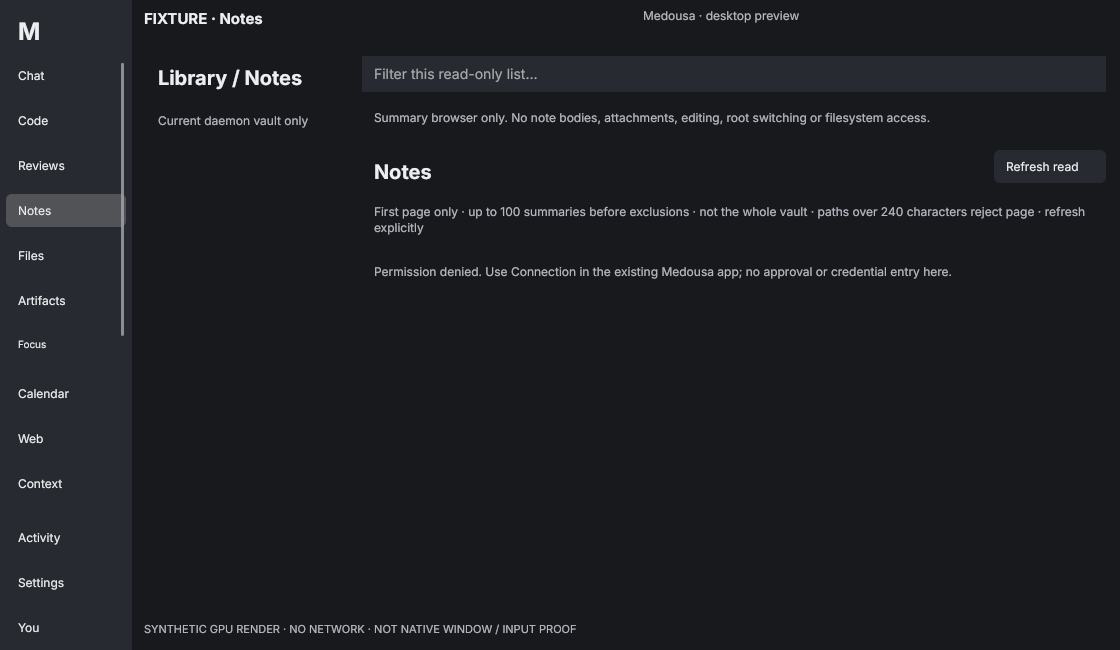 M
Chat
Code
Reviews
Notes
Files
Artifacts
Focus
Calendar
Web
Context
Activity
Settings
You
FIXTURE · Notes
Medousa · desktop preview
Library / Notes
Current daemon vault only
Filter this read-only list...
Summary browser only. No note bodies, attachments, editing, root switching or filesystem access.
Notes
Refresh read
First page only · up to 100 summaries before exclusions · not the whole vault · paths over 240 characters reject page · refresh
explicitly
Permission denied. Use Connection in the existing Medousa app; no approval or credential entry here.
SYNTHETIC GPU RENDER · NO NETWORK · NOT NATIVE WINDOW / INPUT PROOF